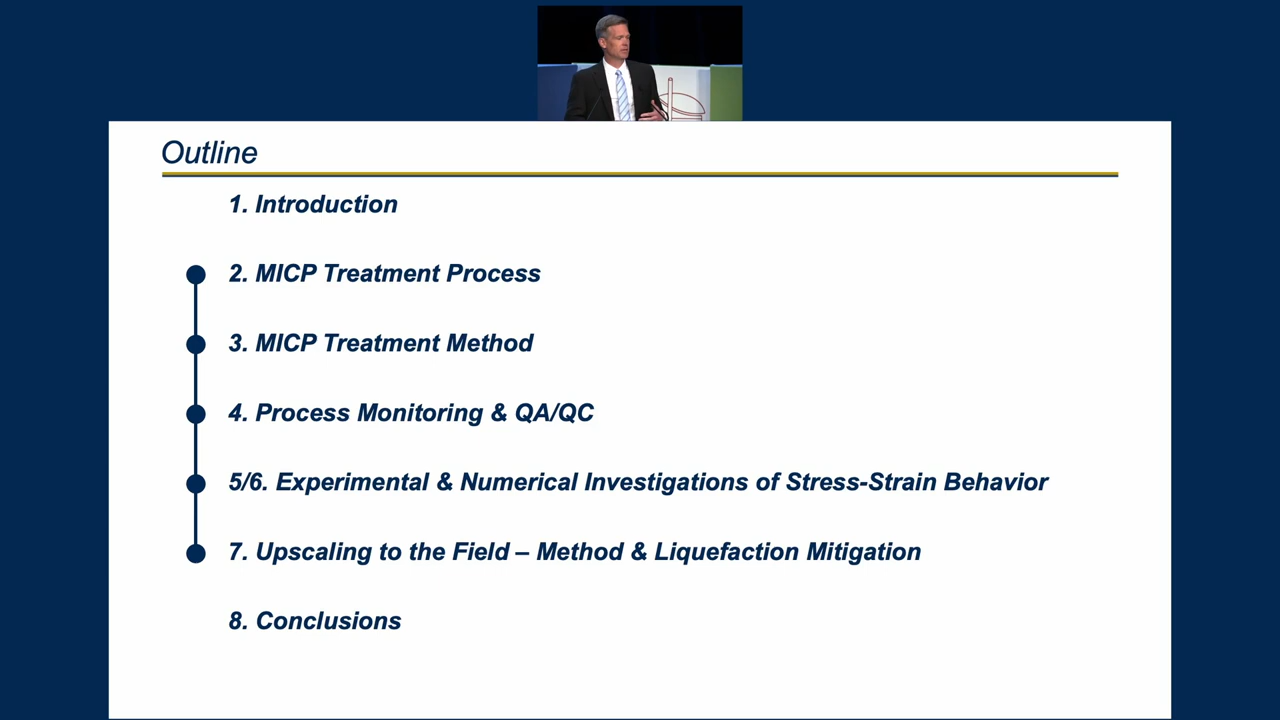 Outline
1. Introduction
2. MICP Treatment Process
3. MICP Treatment Method
4. Process Monitoring & QA/QC
5/6. Experimental & Numerical Investigations of Stress-Strain Behavior
7. Upscaling to the Field – Method & Liquefaction Mitigation
8. Conclusions